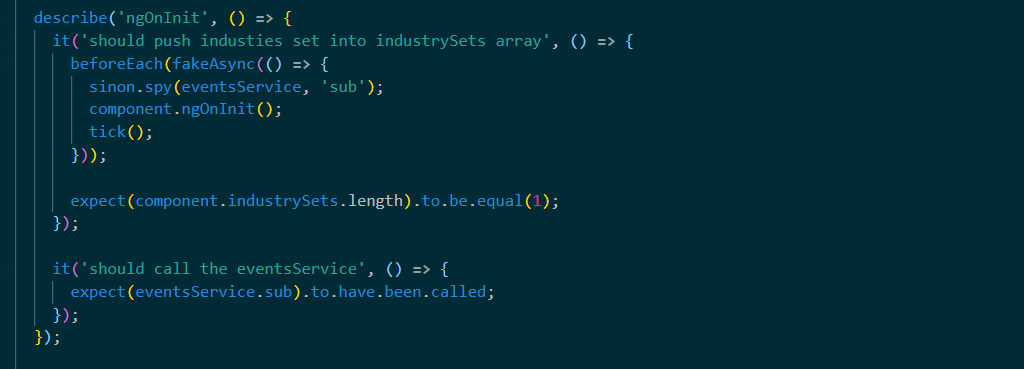 describe('ngOnInit', () => {
it('should push industies set into industrySets array', () => {
beforeEach(fakeAsync(() => {
sinon.spy(eventsService, 'sub');
component.ngOnInit();
tick();
}));
expect(component.industrySets.length).to.be.equal(1);
});
it('should call the eventsService', () => {
expect(eventsService.sub).to.have.been.called;
});
});